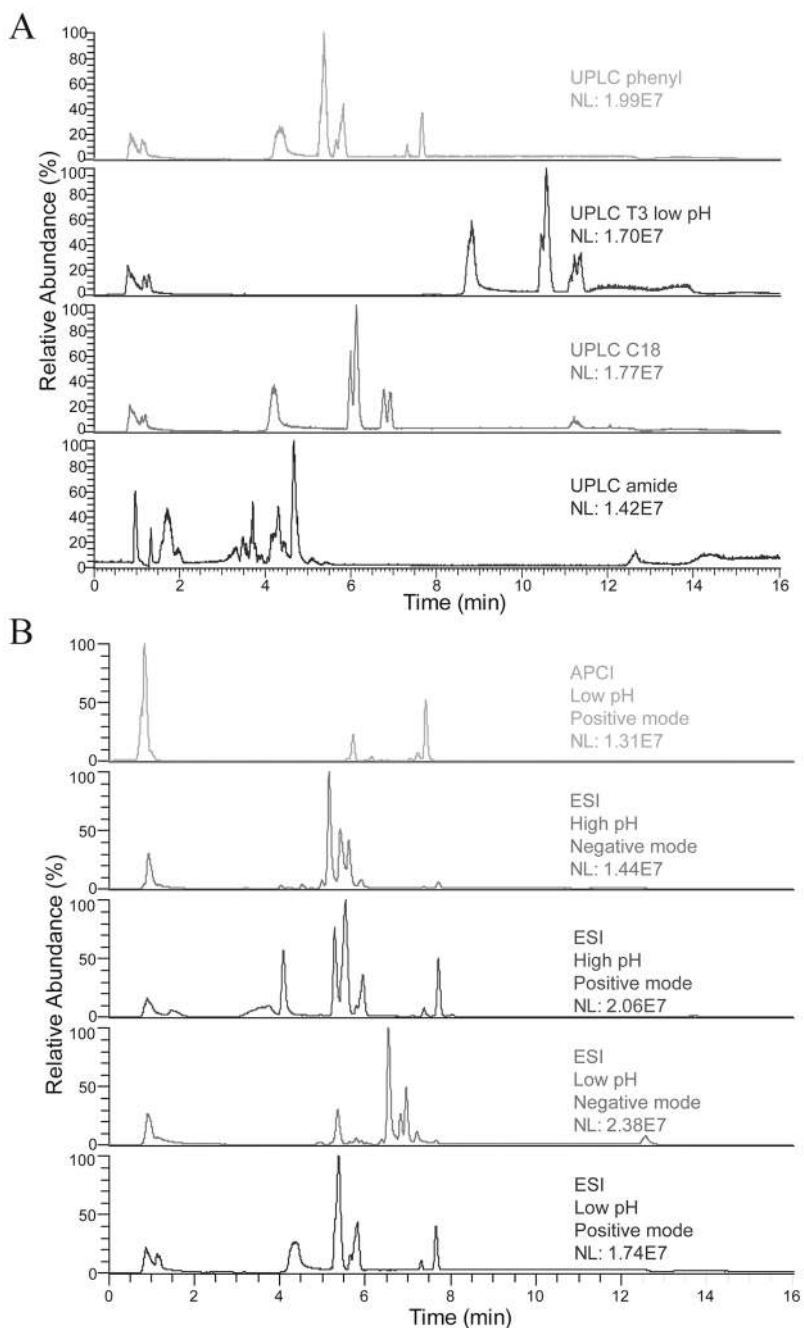 A
Relative Abundance (%)
100
80
60
40
20
0
UPLC phenyl
NL: 1.99E7
100
80
60
40
20
0
UPLC T3 low pH
NL: 1.70E7
100
80
60
40
20
0
UPLC C18
NL: 1.77E7
100
80
60
40
20
0
UPLC amide
NL: 1.42E7
0 2 4 6 8 10 12 14 16
Time (min)
B
Relative Abundance (%)
100
50
0
APCI
Low pH
Positive mode
NL: 1.31E7
100
50
0
ESI
High pH
Negative mode
NL: 1.44E7
100
50
0
ESI
High pH
Positive mode
NL: 2.06E7
100
50
0
ESI
Low pH
Negative mode
NL: 2.38E7
100
50
0
ESI
Low pH
Positive mode
NL: 1.74E7
0 2 4 6 8 10 12 14 16
Time (min)